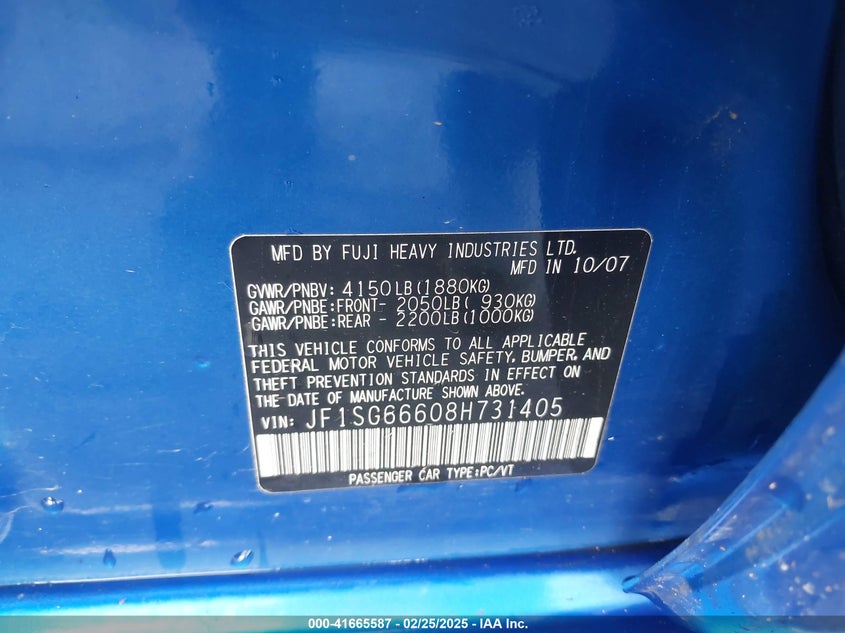 MFD BY FUJI HEAVY INDUSTRIES LTD.
MFD IN 10/07
GVWR/PNBV: 4150LB(1880KG)
GAWR/PNBE:FRONT- 2050LB( 930KG)
GAWR/PNBE:REAR - 2200LB(1000KG)
THIS VEHICLE CONFORMS TO ALL APPLICABLE
FEDERAL MOTOR VEHICLE SAFETY, BUMPER, AND
THEFT PREVENTION STANDARDS IN EFFECT ON
THE DATE OF MANUFACTURE SHOWN ABOVE.
VIN: JF1SG66608H731405
PASSENGER CAR TYPE:PC/VT
000-41665587 - 02/25/2025 - IAA, Inc.